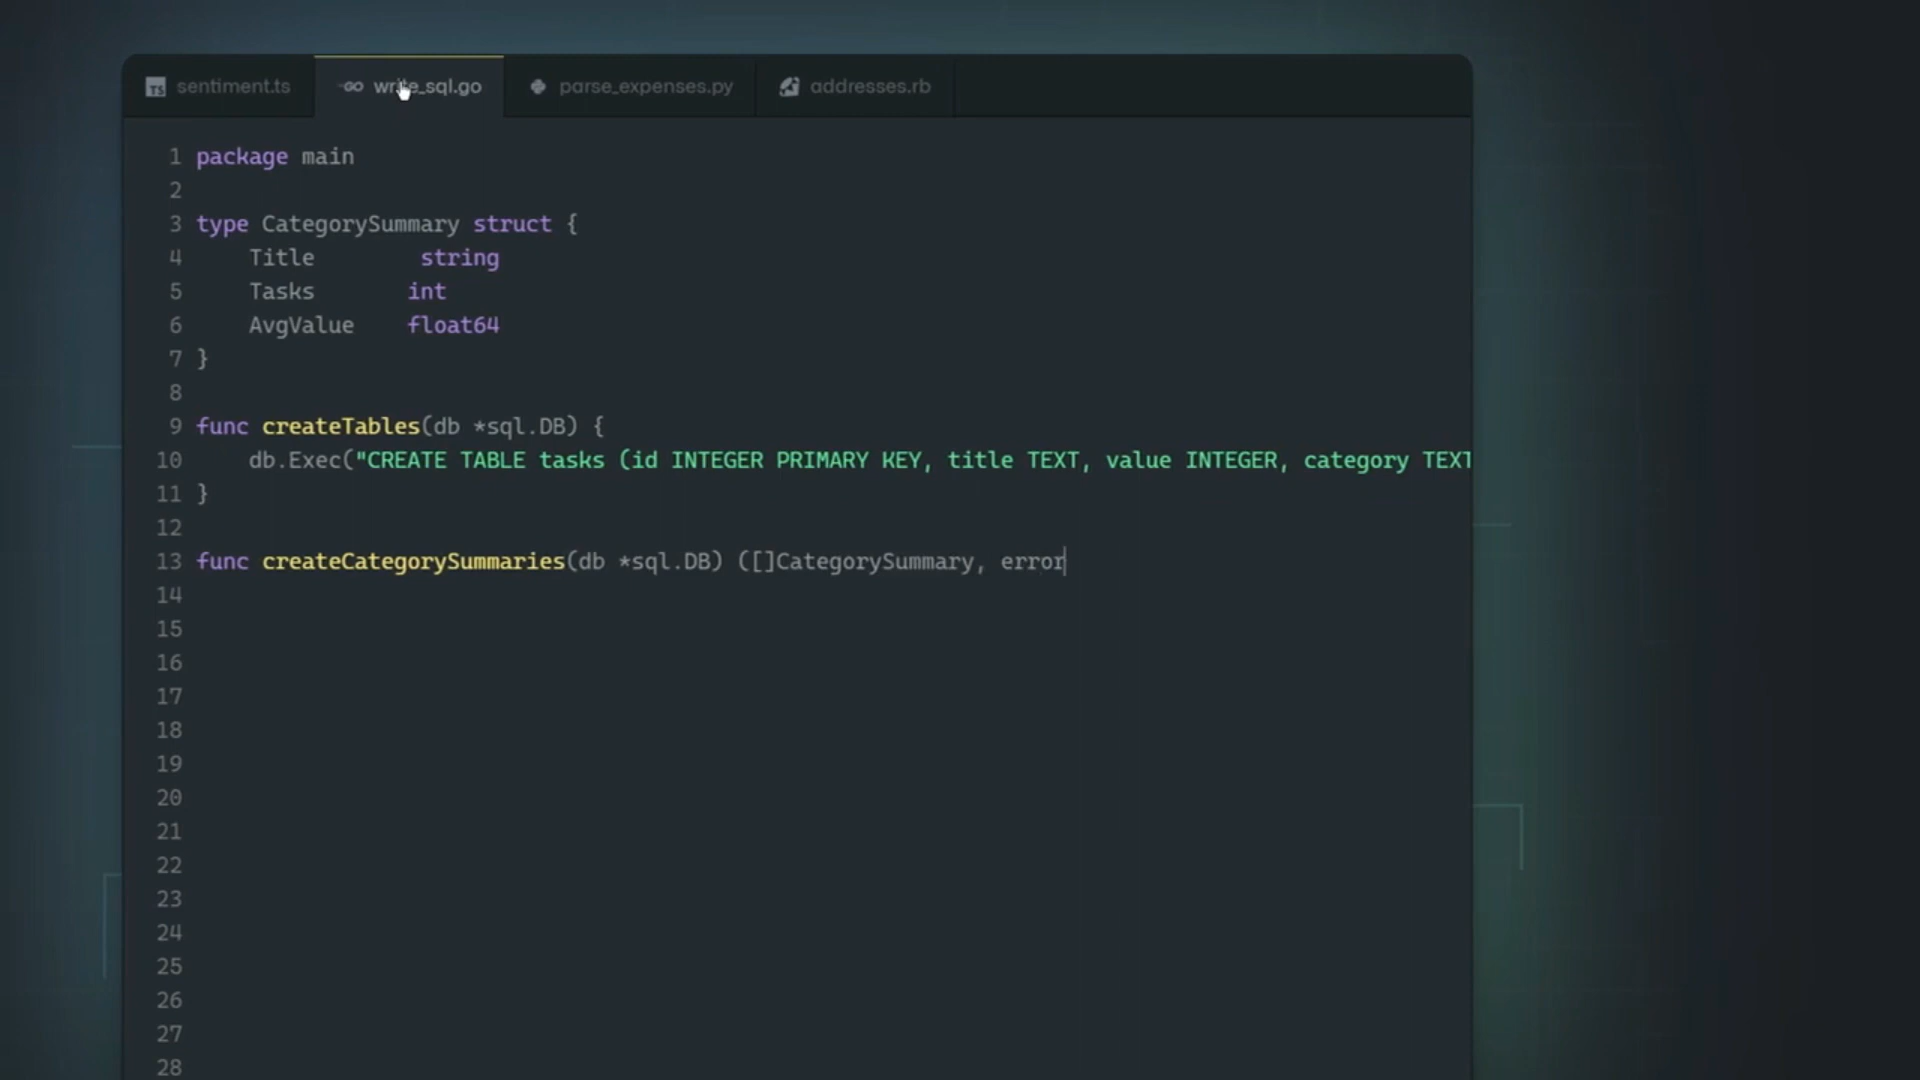 sentiment.ts write_sql.go parse_expenses.py addresses.rb
1 package main
2
3 type CategorySummary struct {
4     Title        string
5     Tasks       int
6     AvgValue    float64
7 }
8
9 func createTables(db *sql.DB) {
10     db.Exec("CREATE TABLE tasks (id INTEGER PRIMARY KEY, title TEXT, value INTEGER, category TEXT
11 }
12
13 func createCategorySummaries(db *sql.DB) ([]CategorySummary, error
14
15
16
17
18
19
20
21
22
23
24
25
26
27
28